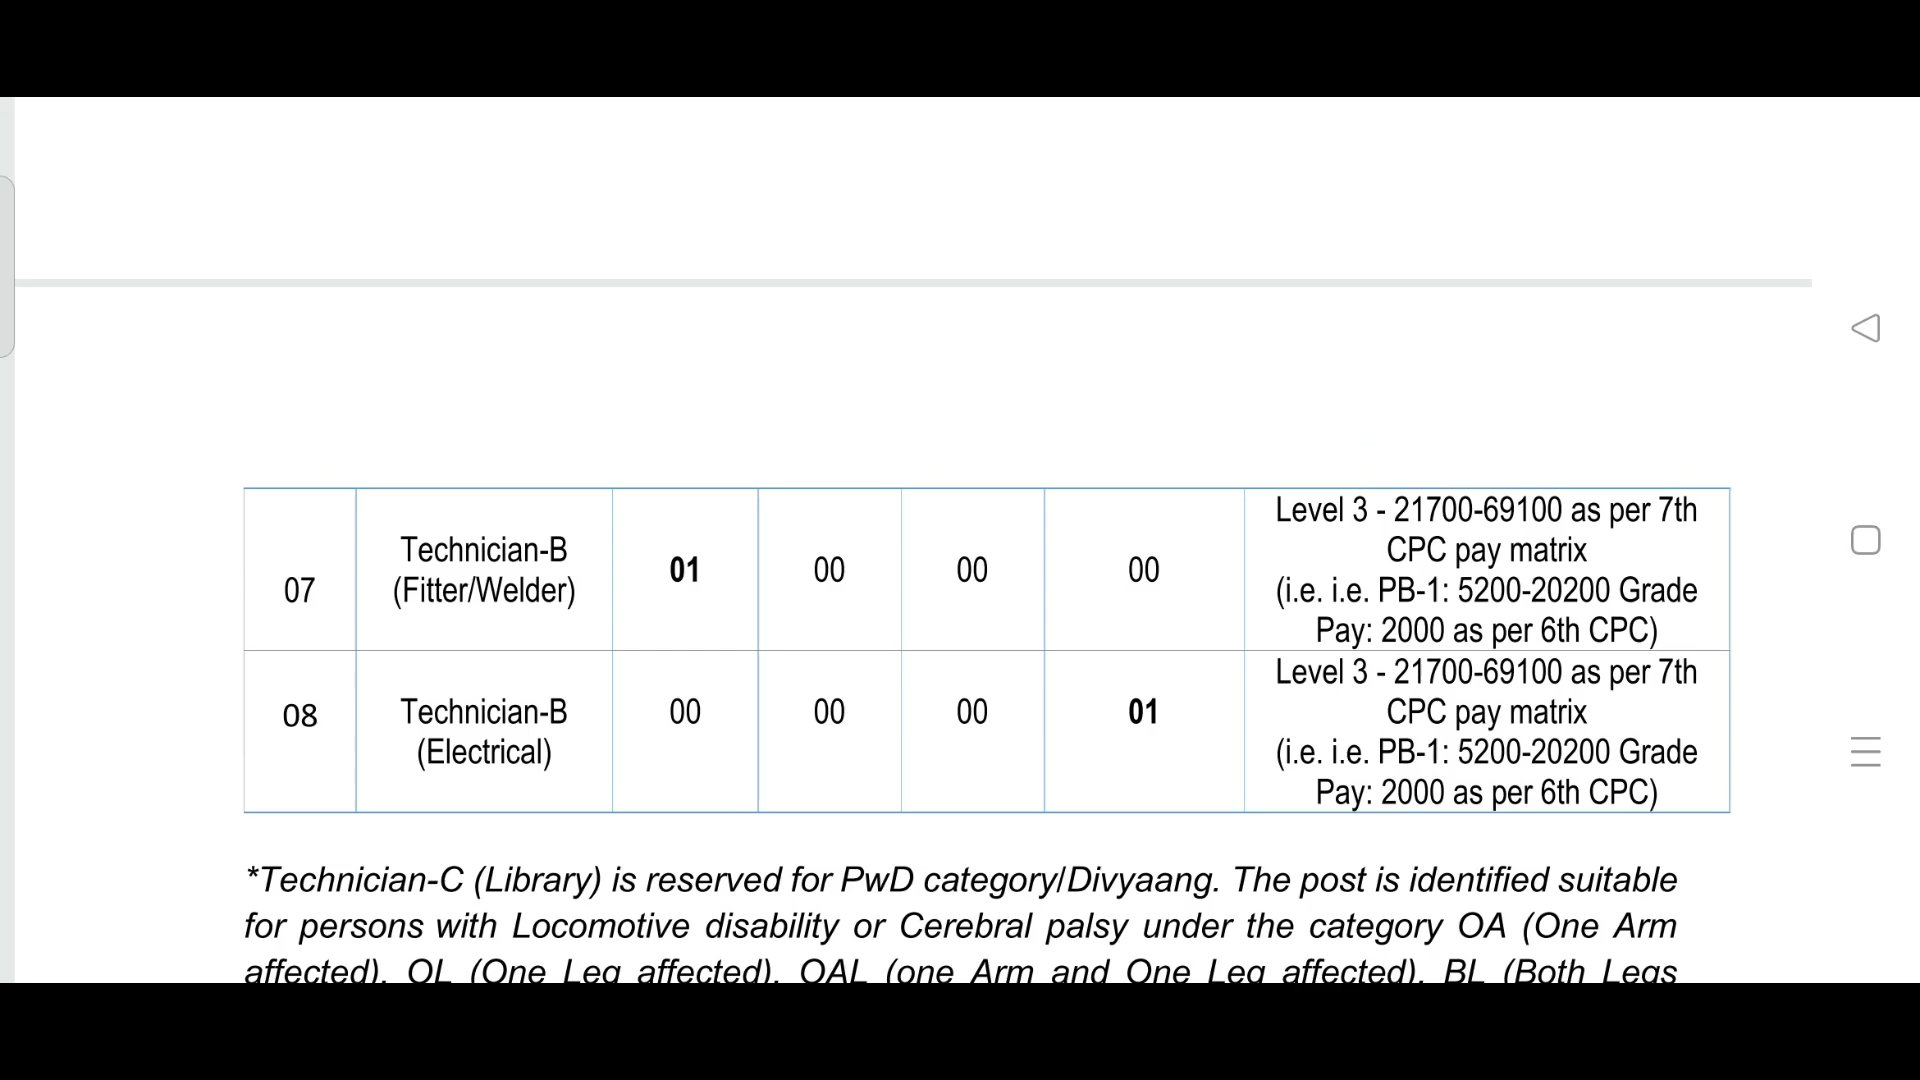 07 Technician-B (Fitter/Welder) 01 00 00 00 Level 3 - 21700-69100 as per 7th
CPC pay matrix
(i.e. i.e. PB-1: 5200-20200 Grade
Pay: 2000 as per 6th CPC)
08 Technician-B (Electrical) 00 00 00 01 Level 3 - 21700-69100 as per 7th
CPC pay matrix
(i.e. i.e. PB-1: 5200-20200 Grade
Pay: 2000 as per 6th CPC)
*Technician-C (Library) is reserved for PwD category/Divyaang. The post is identified suitable
for persons with Locomotive disability or Cerebral palsy under the category OA (One Arm
affected), OL (One Leg affected), OAL (one Arm and One Leg affected), BL (Both Legs